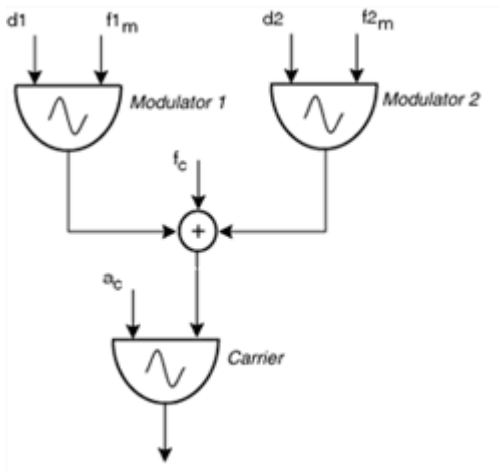 d1 f1m d2 f2m
Modulator 1 Modulator 2
fc
+
ac
Carrier